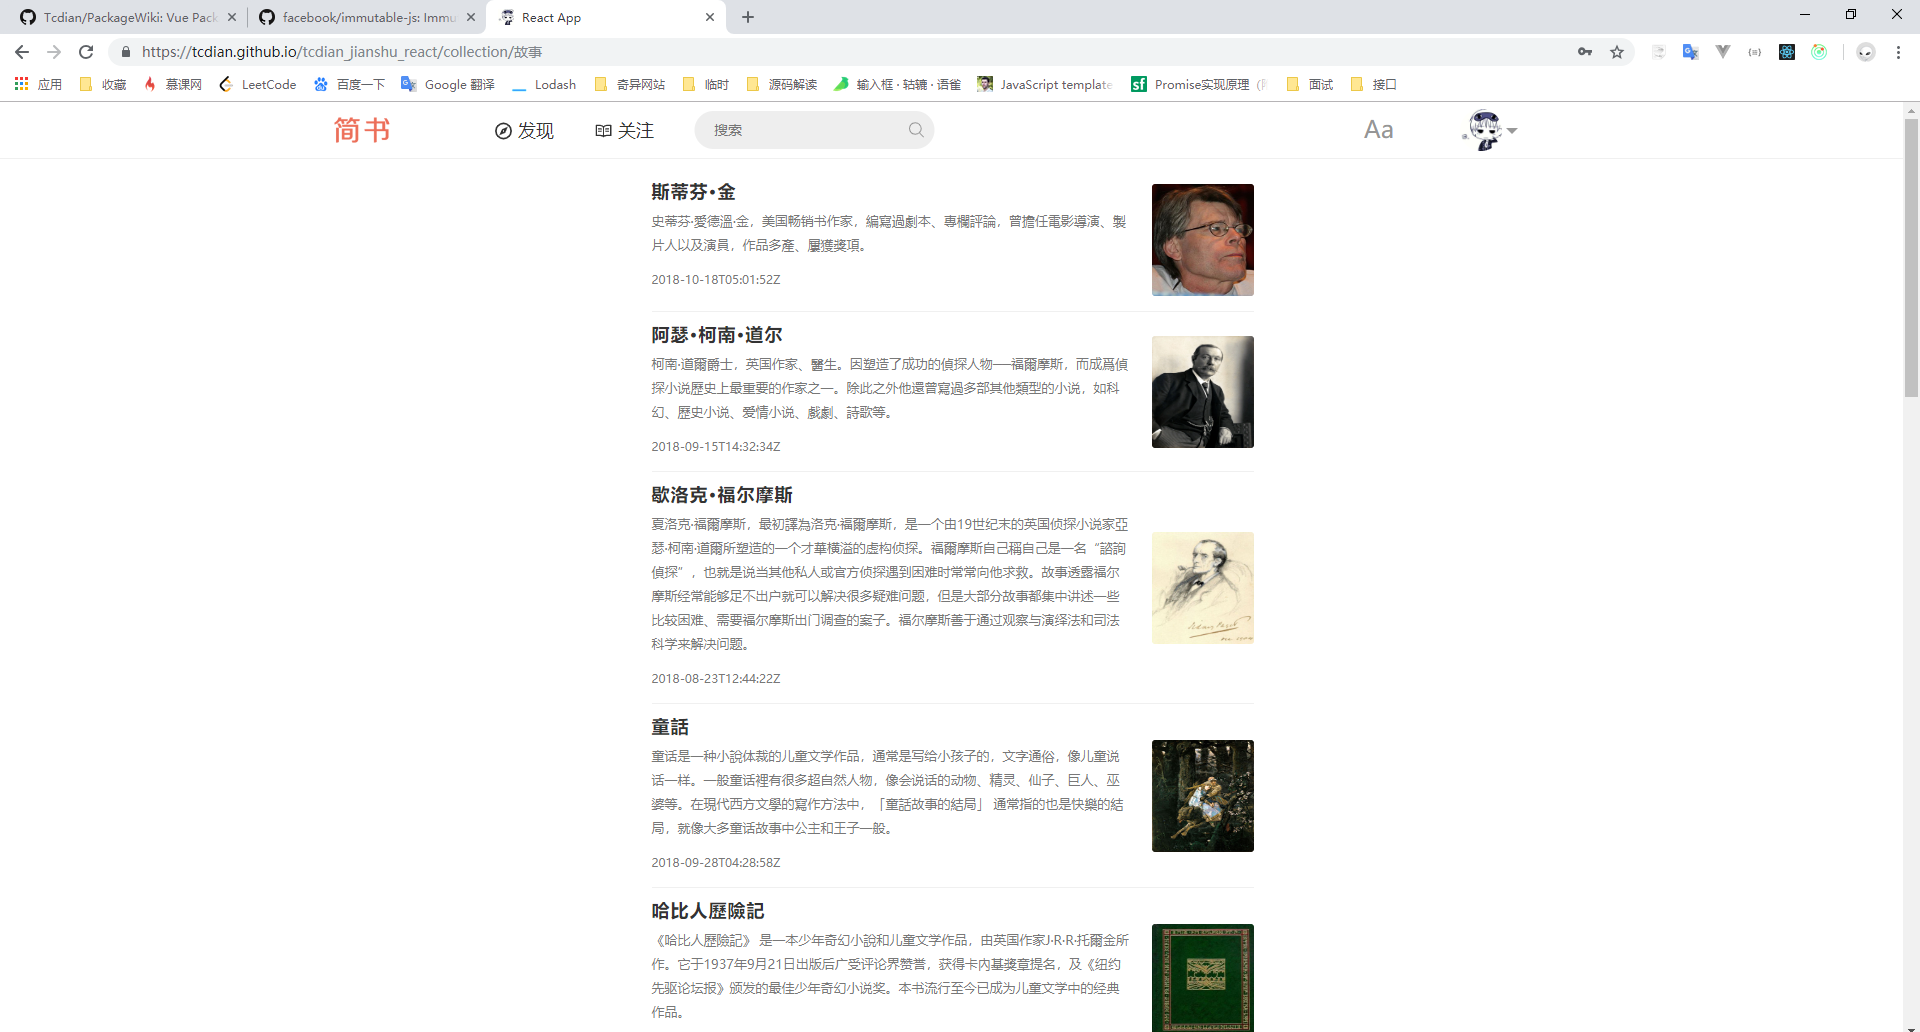 Tcdian/PackageWiki: Vue Pack
facebook/immutable-js: Immu
React App
https://tcdian.github.io/tcdian_jianshu_react/collection/故事
应用
收藏
慕课网
LeetCode
百度一下
Google 翻译
Lodash
奇异网站
临时
源码解读
输入框 · 轱辘 · 语雀
JavaScript template
Promise实现原理（
面试
接口
简书
发现
关注
搜索
Aa
斯蒂芬·金
史蒂芬·愛德溫·金，美国畅销书作家，編寫過劇本、專欄評論，曾擔任電影導演、製
片人以及演員，作品多產、屢獲獎項。
2018-10-18T05:01:52Z
阿瑟·柯南·道尔
柯南·道爾爵士，英国作家、醫生。因塑造了成功的偵探人物──福爾摩斯，而成爲偵
探小说歷史上最重要的作家之一。除此之外他還曾寫過多部其他類型的小说，如科
幻、歷史小说、爱情小说、戲劇、詩歌等。
2018-09-15T14:32:34Z
歇洛克·福尔摩斯
夏洛克·福爾摩斯，最初譯為洛克·福爾摩斯，是一个由19世纪末的英国侦探小说家亞
瑟·柯南·道爾所塑造的一个才華橫溢的虚构侦探。福爾摩斯自己稱自己是一名“諮詢
偵探”，也就是说当其他私人或官方侦探遇到困难时常常向他求救。故事透露福尔
摩斯经常能够足不出户就可以解决很多疑难问题，但是大部分故事都集中讲述一些
比较困难、需要福尔摩斯出门调查的案子。福尔摩斯善于通过观察与演绎法和司法
科学来解决问题。
2018-08-23T12:44:22Z
童話
童话是一种小說体裁的儿童文学作品，通常是写给小孩子的，文字通俗，像儿童说
话一样。一般童话裡有很多超自然人物，像会说话的动物、精灵、仙子、巨人、巫
婆等。在現代西方文學的寫作方法中，「童話故事的結局」 通常指的也是快樂的結
局，就像大多童话故事中公主和王子一般。
2018-09-28T04:28:58Z
哈比人歷險記
《哈比人歷險記》 是一本少年奇幻小說和儿童文学作品，由英国作家J·R·R·托爾金所
作。它于1937年9月21日出版后广受评论界赞誉，获得卡内基獎章提名，及《纽约
先驱论坛报》颁发的最佳少年奇幻小说奖。本书流行至今已成为儿童文学中的经典
作品。